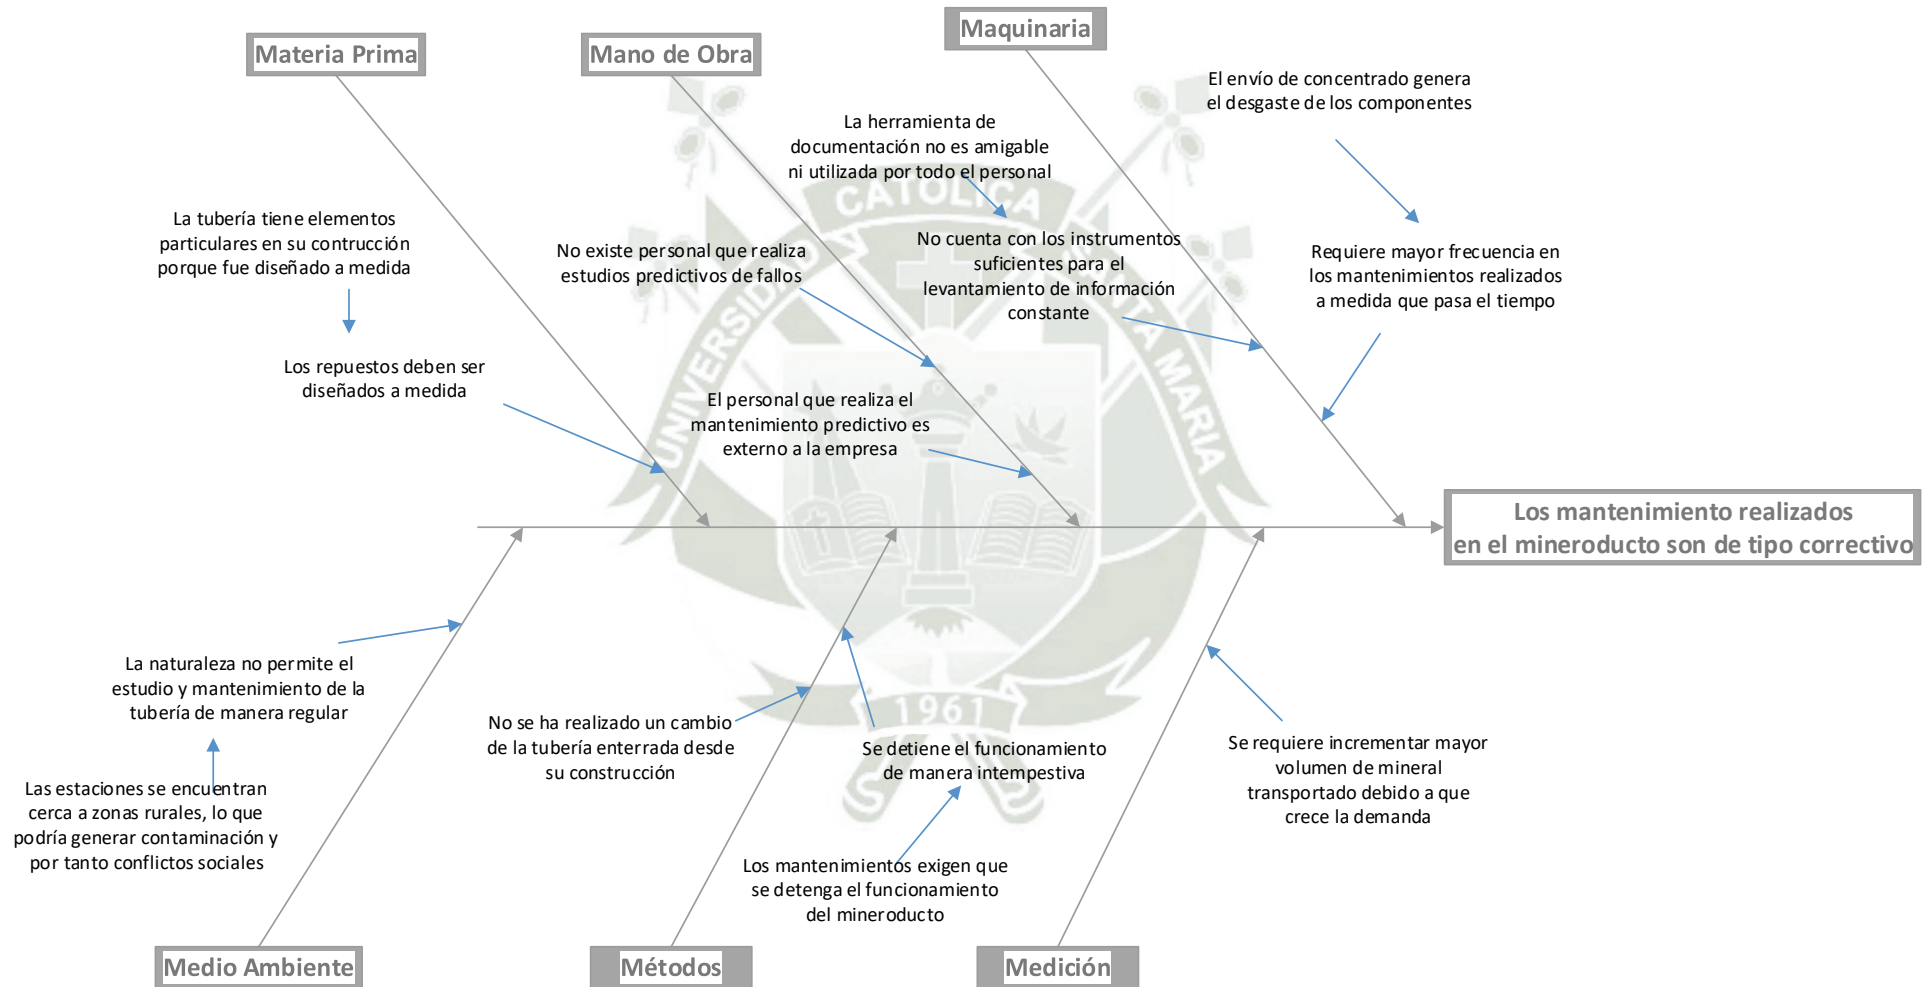 Materia Prima
Mano de Obra
Maquinaria
El envío de concentrado genera
el desgaste de los componentes
La herramienta de
documentación no es amigable
ni utilizada por todo el personal
La tubería tiene elementos
particulares en su contrucción
porque fue diseñado a medida
No existe personal que realiza
estudios predictivos de fallos
No cuenta con los instrumentos
suficientes para el
levantamiento de información
constante
Requiere mayor frecuencia en
los mantenimientos realizados
a medida que pasa el tiempo
Los repuestos deben ser
diseñados a medida
El personal que realiza el
mantenimiento predictivo es
externo a la empresa
Los mantenimiento realizados
en el mineroducto son de tipo correctivo
La naturaleza no permite el
estudio y mantenimiento de la
tubería de manera regular
No se ha realizado un cambio
de la tubería enterrada desde
su construcción
Se detiene el funcionamiento
de manera intempestiva
Se requiere incrementar mayor
volumen de mineral
transportado debido a que
crece la demanda
Las estaciones se encuentran
cerca a zonas rurales, lo que
podría generar contaminación y
por tanto conflictos sociales
Los mantenimientos exigen que
se detenga el funcionamiento
del mineroducto
Medio Ambiente
Métodos
Medición
UNIVERSIDAD CATOLICA SANTA MARIA
1961